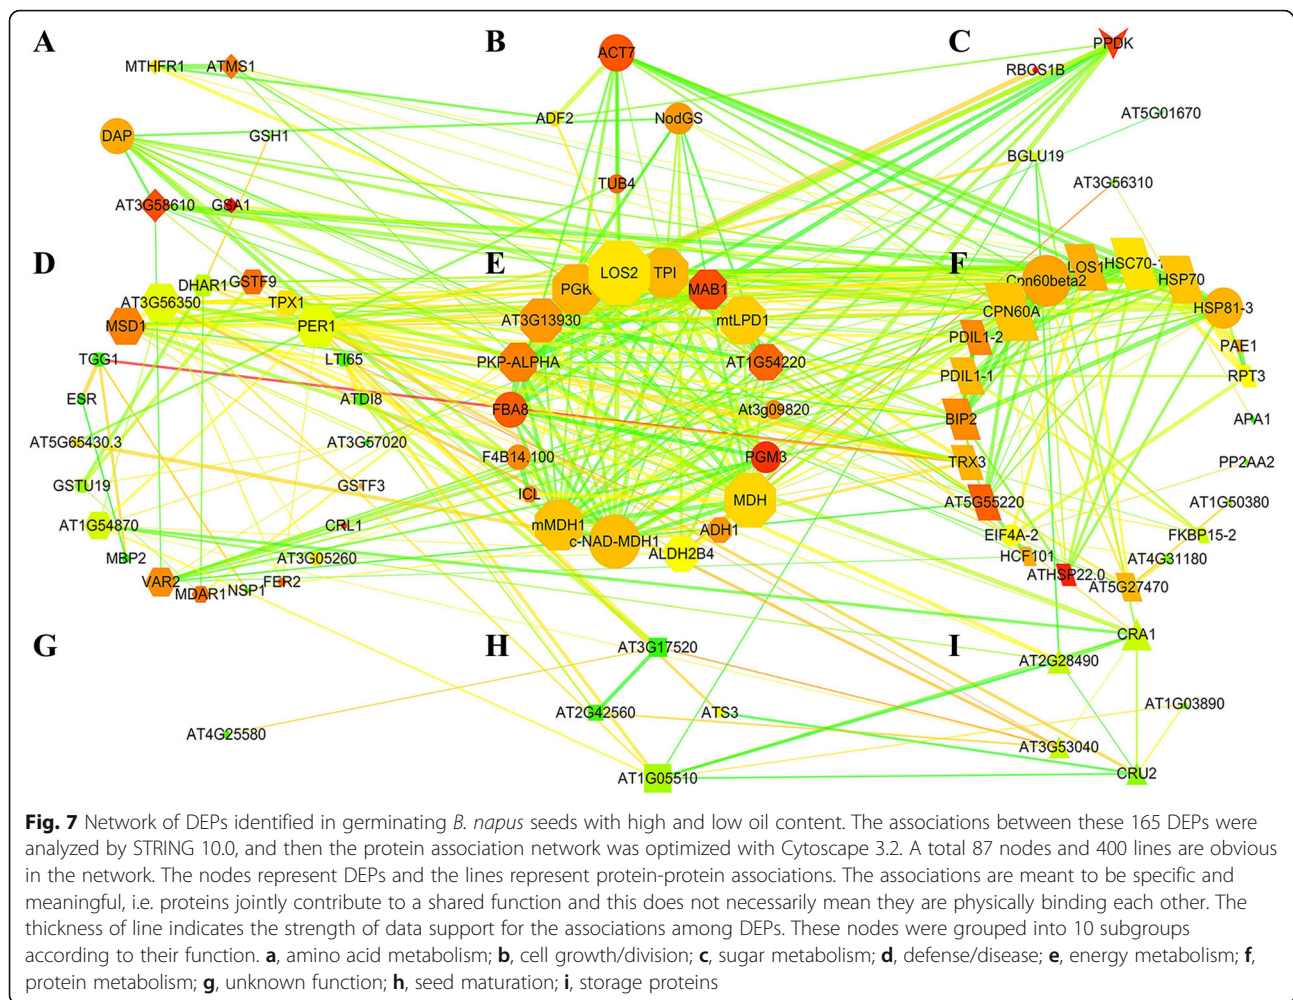 A
B
C
MTHFR1
ATMS1
DAP
GSH1
AT3G58610
GSA1
ACT7
ADF2
NodGS
TUB4
PPDK
RBCS1B
AT5G01670
BGLU19
AT3G56310
D
DHAR1
GSTF9
AT3G56350
TPX1
MSD1
PER1
TGG1
LTI65
ESR
ATDI8
AT5G65430.3
AT3G57020
GSTU19
GSTF3
AT1G54870
CRL1
MBP2
AT3G05260
VAR2
MDAR1
NSP1
FER2
E
LOS2
TPI
PGK
MAB1
AT3G13930
mtLPD1
PKP-ALPHA
AT1G54220
FBA8
At3g09820
F4B14.100
PGM3
ICL
MDH
mMDH1
ADH1
c-NAD-MDH1
ALDH2B4
F
LOS1
HSC70-
Cpn60beta2
HSP70
CPN60A
HSP81-3
PDIL1-2
PAE1
PDIL1-1
RPT3
BIP2
APA1
TRX3
PP2AA2
AT5G55220
AT1G50380
EIF4A-2
FKBP15-2
HCF101
AT4G31180
ATHSP22.0
AT5G27470
G
AT4G25580
H
AT3G17520
AT2G42560
ATS3
AT1G05510
I
CRA1
AT2G28490
AT1G03890
AT3G53040
CRU2
Fig. 7 Network of DEPs identified in germinating B. napus seeds with high and low oil content. The associations between these 165 DEPs were
analyzed by STRING 10.0, and then the protein association network was optimized with Cytoscape 3.2. A total 87 nodes and 400 lines are obvious
in the network. The nodes represent DEPs and the lines represent protein-protein associations. The associations are meant to be specific and
meaningful, i.e. proteins jointly contribute to a shared function and this does not necessarily mean they are physically binding each other. The
thickness of line indicates the strength of data support for the associations among DEPs. These nodes were grouped into 10 subgroups
according to their function. a, amino acid metabolism; b, cell growth/division; c, sugar metabolism; d, defense/disease; e, energy metabolism; f,
protein metabolism; g, unknown function; h, seed maturation; i, storage proteins